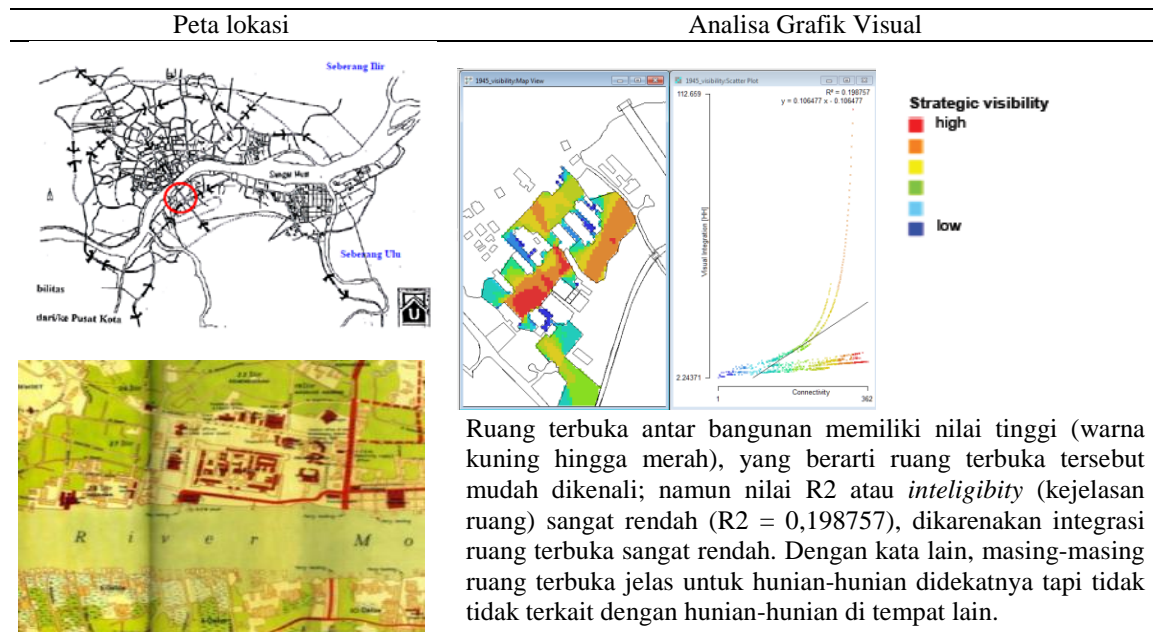 Peta lokasi
Analisa Grafik Visual
Seberang Ilir
Sungai Musi
Seberang Ulu
bilitas
dari/ke Pusat Kota
U
R i v e r M o
1945_visibility:Map View
1945_visibility:Scatter Plot
112.659
R² = 0.198757
y = 0.106477 x - 0.106477
Visual Integration [HH]
2.24371
1
Connectivity
362
Strategic visibility
high
low
Ruang terbuka antar bangunan memiliki nilai tinggi (warna
kuning hingga merah), yang berarti ruang terbuka tersebut
mudah dikenali; namun nilai R2 atau inteligibity (kejelasan
ruang) sangat rendah (R2 = 0,198757), dikarenakan integrasi
ruang terbuka sangat rendah. Dengan kata lain, masing-masing
ruang terbuka jelas untuk hunian-hunian didekatnya tapi tidak
tidak terkait dengan hunian-hunian di tempat lain.